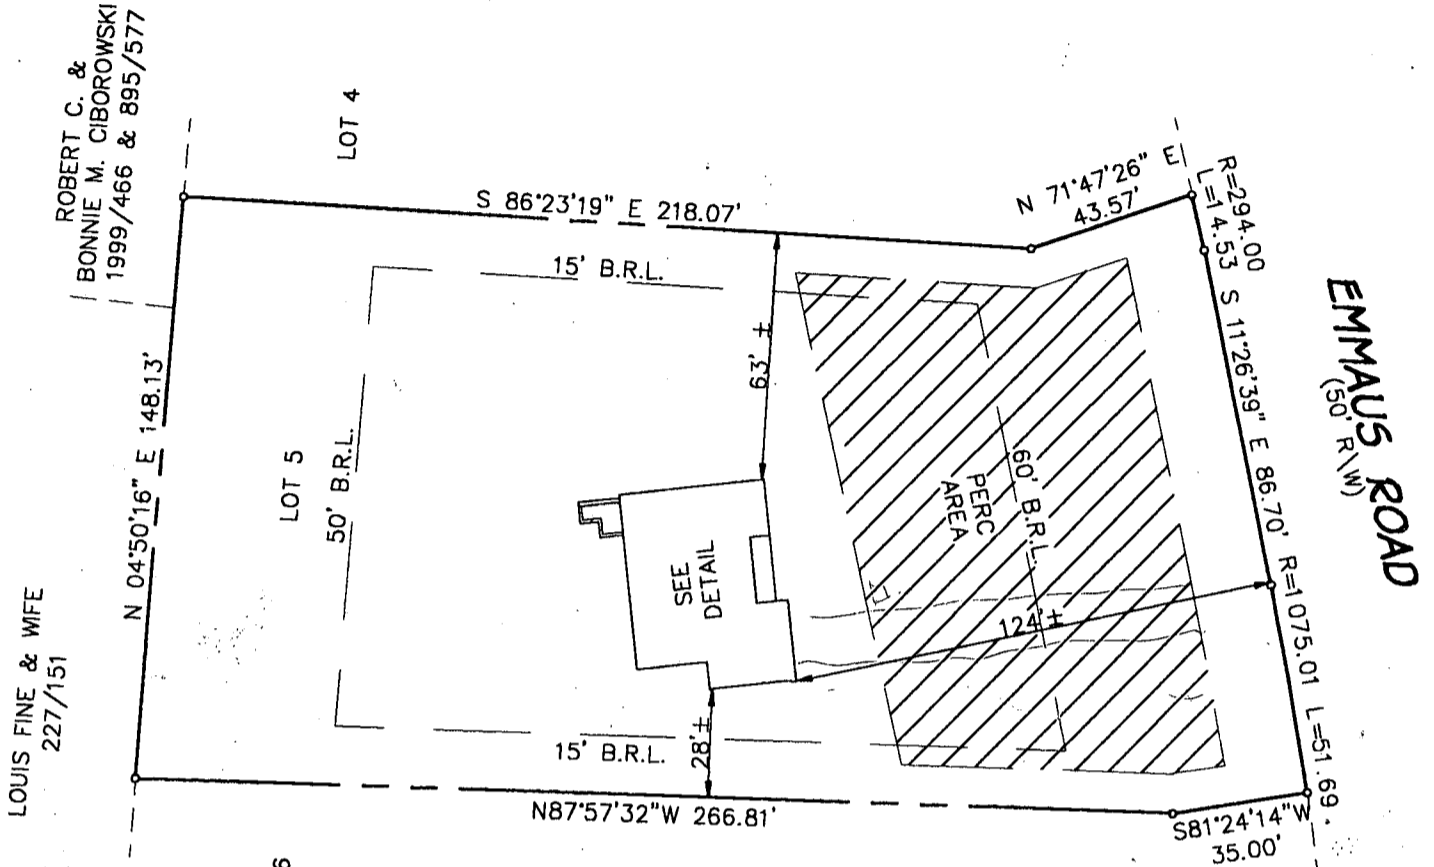 ROBERT C. &
BONNIE M. CIBOROWSKI
1999/466 & 895/577
LOT 4
S 86°23'19" E 218.07'
N 71°47'26" E
43.57'
R=294.00
L=14.53
S 11°26'39" E 86.70'
R=1075.01 L=51.69
EMMAUS ROAD
(50' R\W)
15' B.R.L.
63' ±
N 04°50'16" E 148.13'
LOT 5
50' B.R.L.
SEE
DETAIL
PERC
AREA
60' B.R.L.
124' ±
LOUIS FINE & WIFE
227/151
15' B.R.L.
28' ±
N87°57'32"W 266.81'
S81°24'14"W
35.00'
6